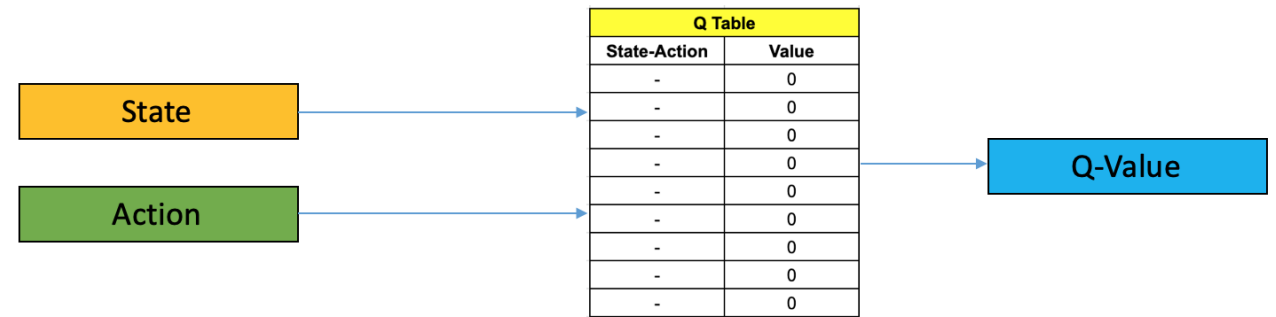 Q Table
State-Action Value
- 0
- 0
- 0
- 0
- 0
- 0
- 0
- 0
- 0
State
Action
Q-Value